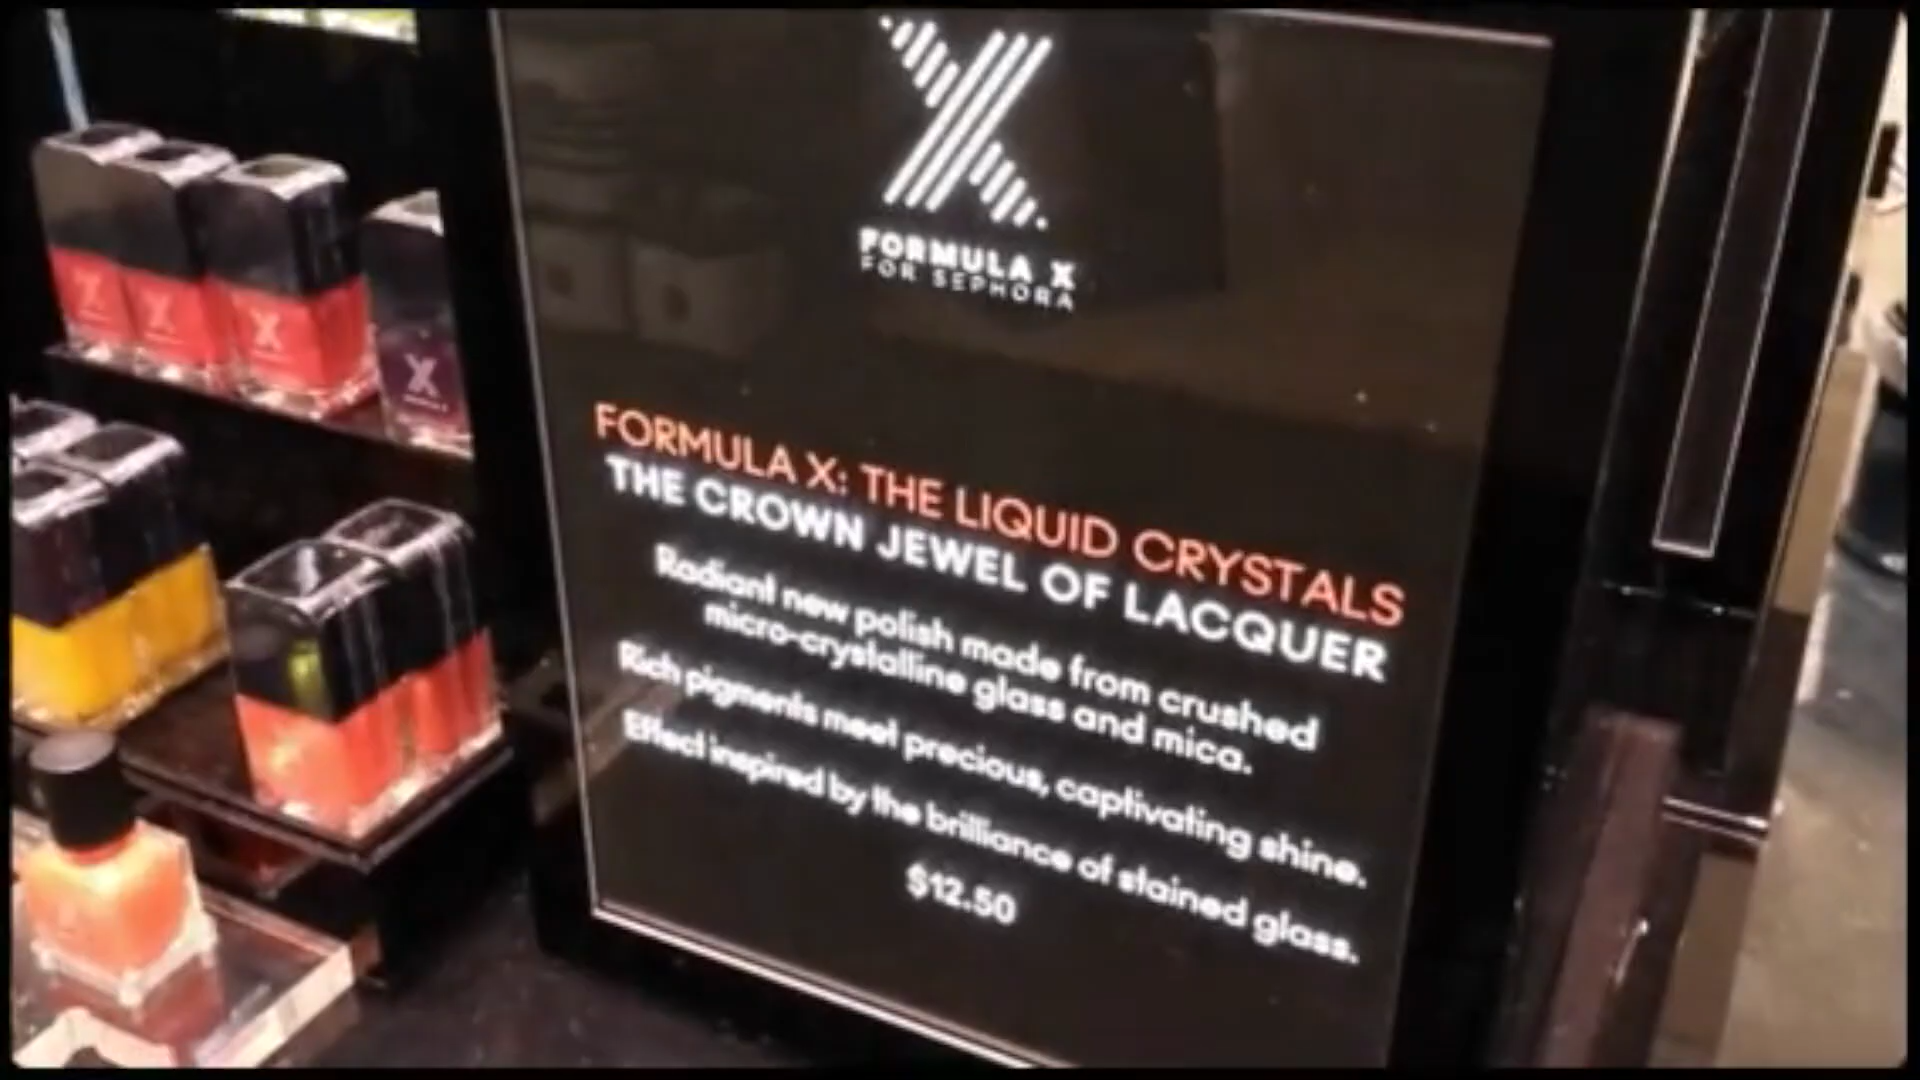 X
FORMULA X
FOR SEPHORA
FORMULA X: THE LIQUID CRYSTALS
THE CROWN JEWEL OF LACQUER
Radiant new polish made from crushed
micro-crystalline glass and mica.
Rich pigments meet precious, captivating shine.
Effect inspired by the brilliance of stained glass.
$12.50
X
X
X
X